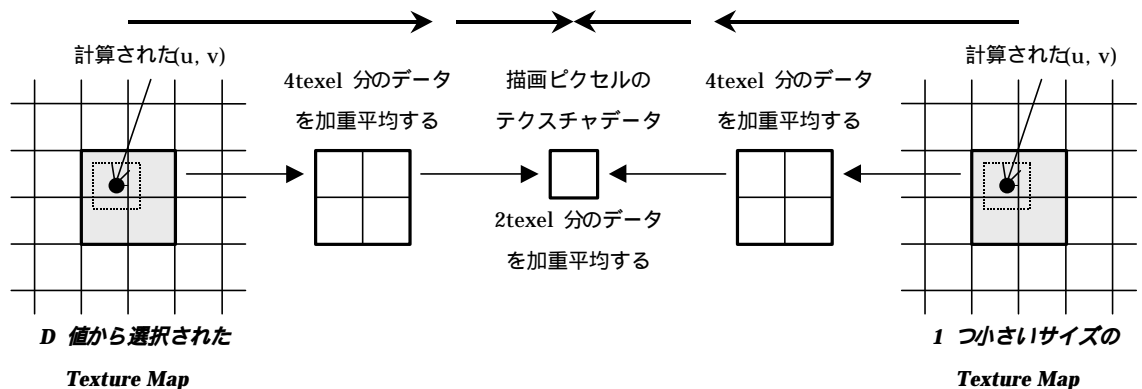 計算された(u, v)
4texel 分のデータ
を加重平均する
描画ピクセルの
テクスチャデータ
4texel 分のデータ
を加重平均する
計算された(u, v)
2texel 分のデータ
を加重平均する
D 値から選択された
Texture Map
1 つ小さいサイズの
Texture Map